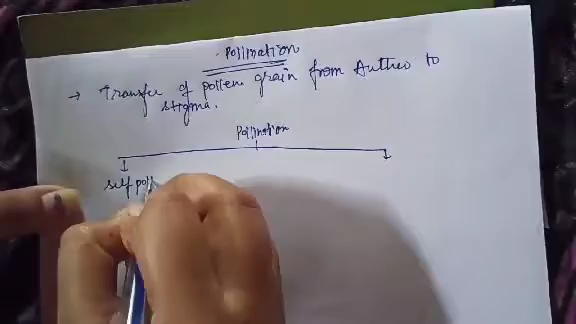 Pollination
→ Transfer of pollen grain from Anther to
stigma.
Pollination
self poll